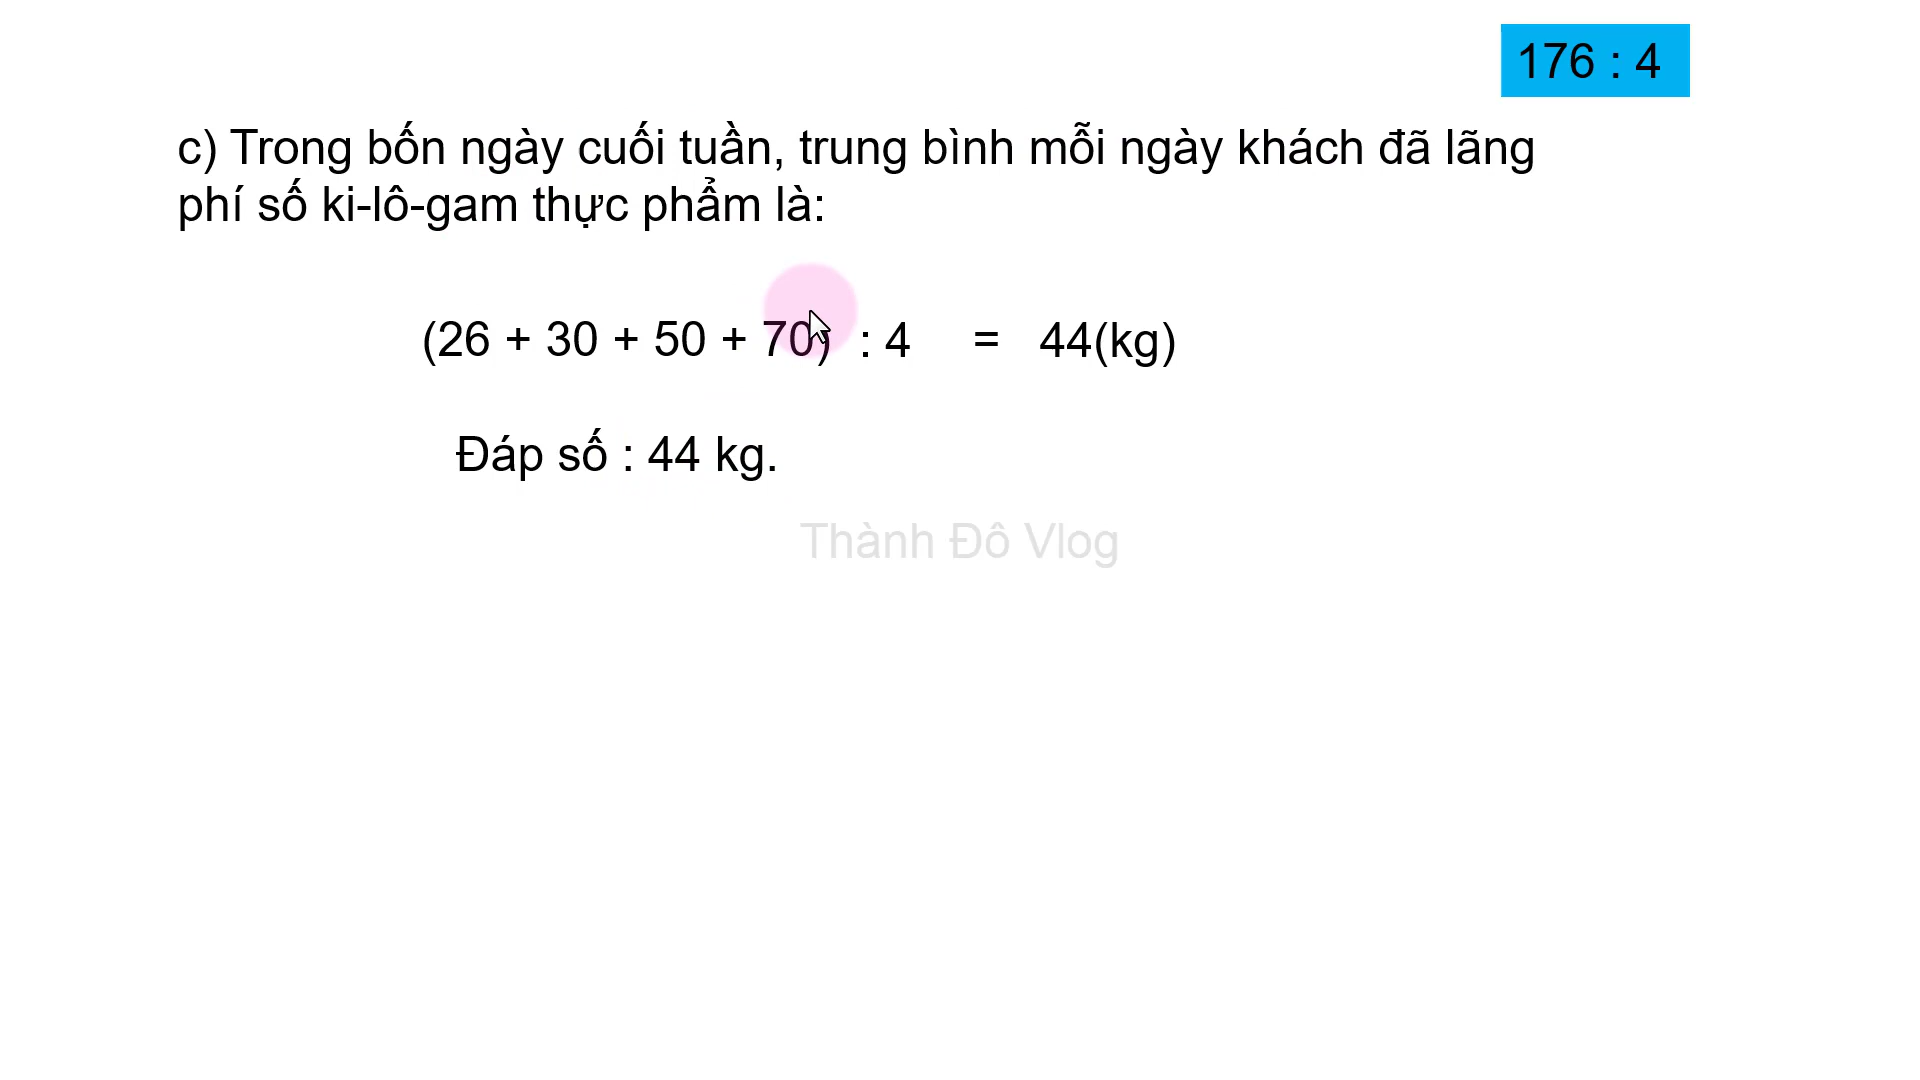 176 : 4
c) Trong bốn ngày cuối tuần, trung bình mỗi ngày khách đã lãng
phí số ki-lô-gam thực phẩm là:
(26 + 30 + 50 + 70) : 4 = 44(kg)
Đáp số : 44 kg.
Thành Đô Vlog